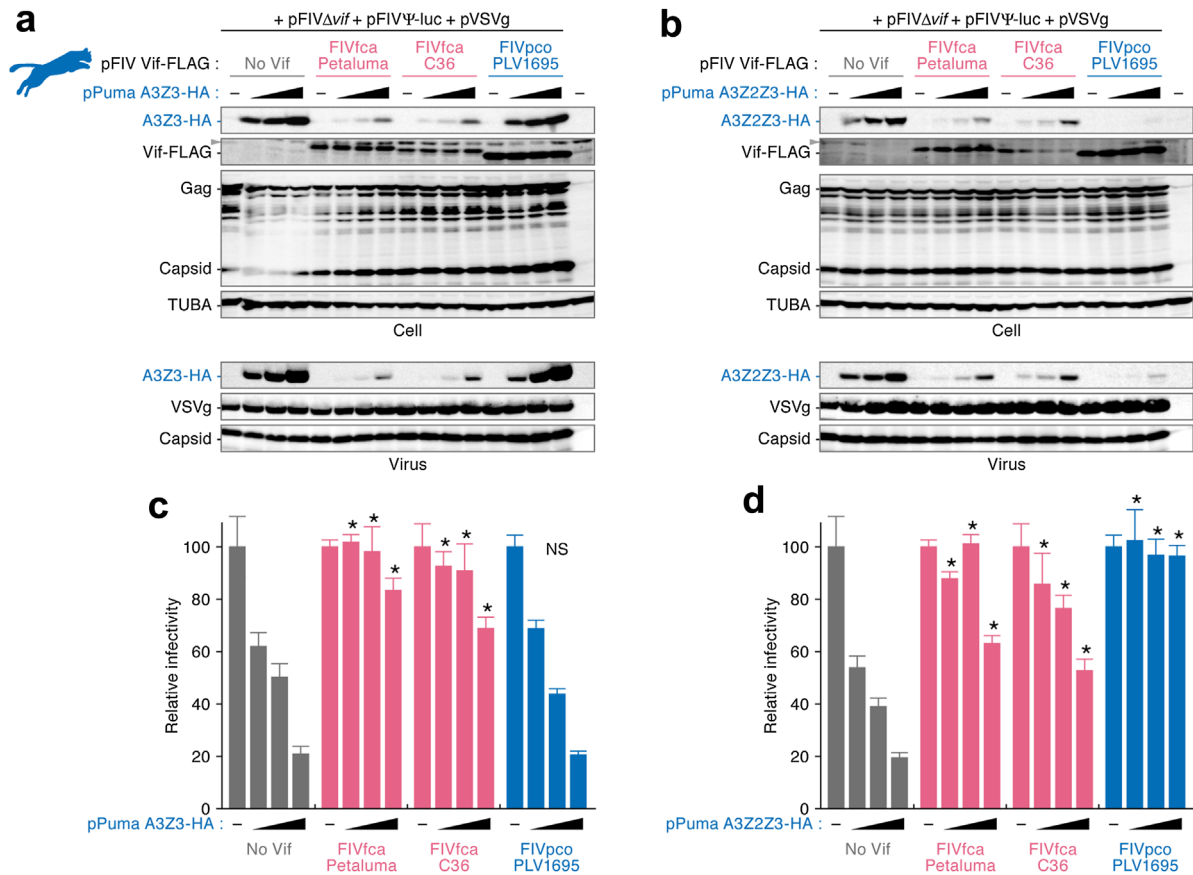 a
+ pFIVΔvif + pFIVΨ-luc + pVSVg
pFIV Vif-FLAG :
No Vif
FIVfca
Petaluma
FIVfca
C36
FIVpco
PLV1695
pPuma A3Z3-HA :
– – – – –
A3Z3-HA
Vif-FLAG
Gag
Capsid
TUBA
Cell
A3Z3-HA
VSVg
Capsid
Virus
b
+ pFIVΔvif + pFIVΨ-luc + pVSVg
pFIV Vif-FLAG :
No Vif
FIVfca
Petaluma
FIVfca
C36
FIVpco
PLV1695
pPuma A3Z2Z3-HA :
– – – – –
A3Z2Z3-HA
Vif-FLAG
Gag
Capsid
TUBA
Cell
A3Z2Z3-HA
VSVg
Capsid
Virus
c
Relative infectivity
100
80
60
40
20
0
* * * * * *
NS
pPuma A3Z3-HA :
– – – –
No Vif
FIVfca
Petaluma
FIVfca
C36
FIVpco
PLV1695
d
Relative infectivity
100
80
60
40
20
0
* * * * * * * * *
pPuma A3Z2Z3-HA :
– – – –
No Vif
FIVfca
Petaluma
FIVfca
C36
FIVpco
PLV1695